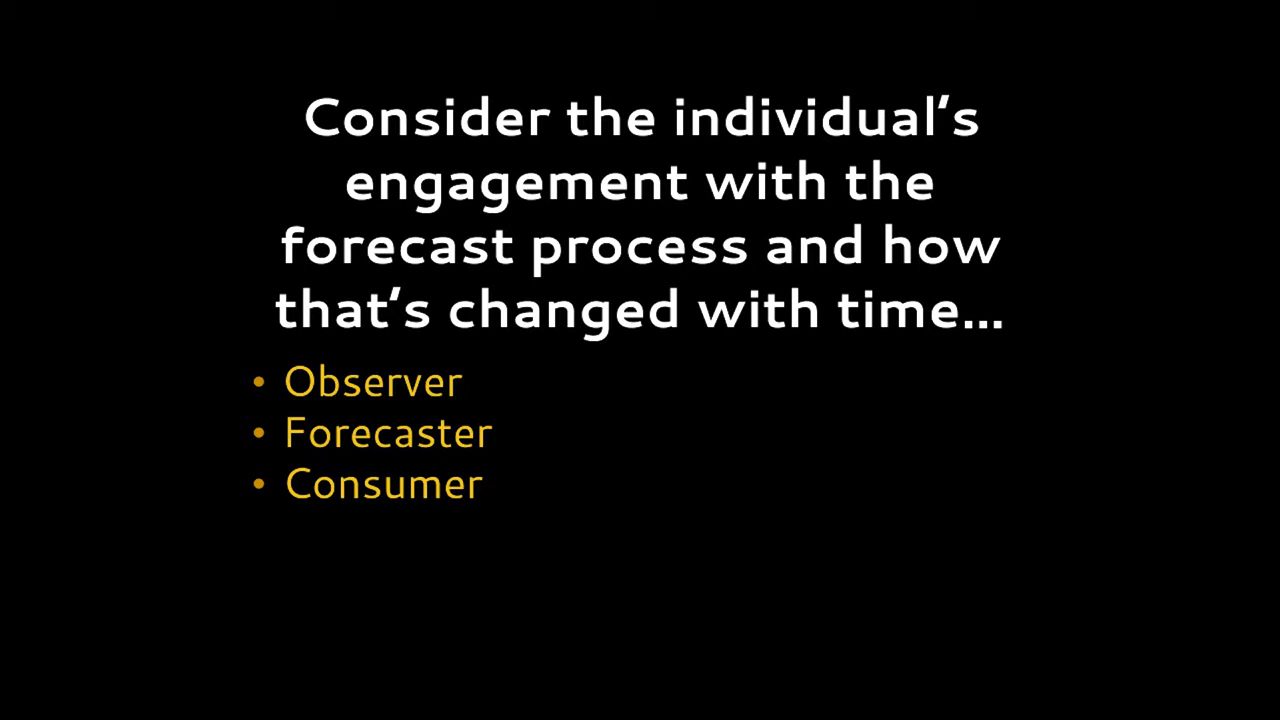 Consider the individual’s
engagement with the
forecast process and how
that’s changed with time…
• Observer
• Forecaster
• Consumer